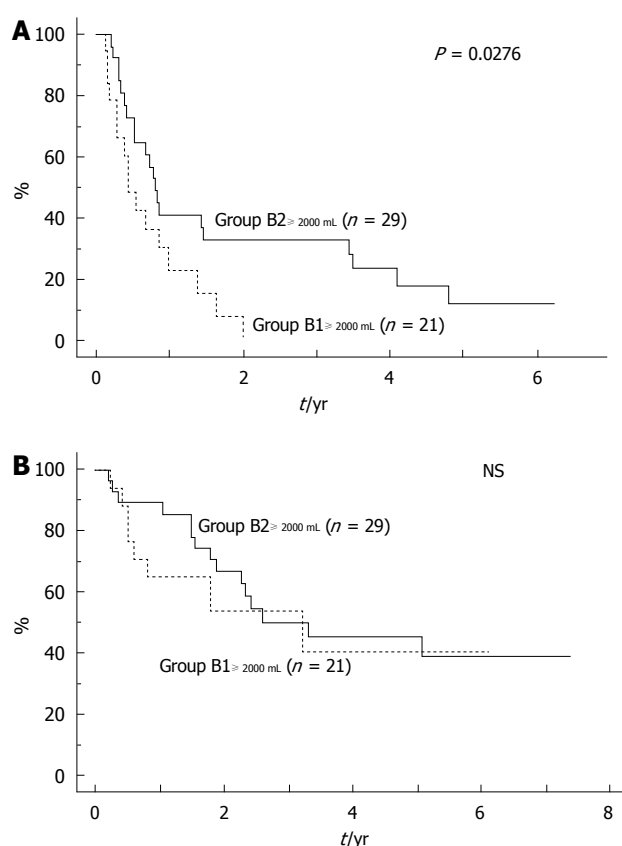 A
P = 0.0276
100
80
60
40
20
0
%
Group B2≥ 2000 mL (n = 29)
Group B1≥ 2000 mL (n = 21)
0 2 4 6
t/yr
B
NS
100
80
60
40
20
0
%
Group B2≥ 2000 mL (n = 29)
Group B1≥ 2000 mL (n = 21)
0 2 4 6 8
t/yr